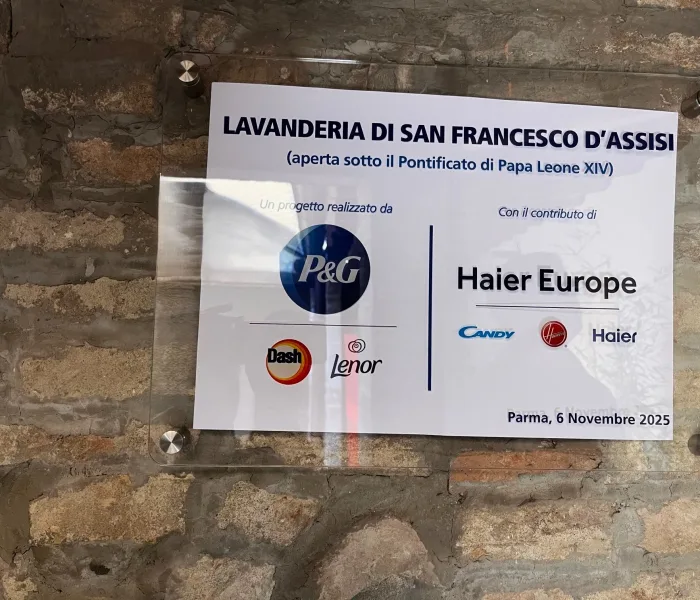 LAVANDERIA DI SAN FRANCESCO D'ASSISI
(aperta sotto il Pontificato di Papa Leone XIV)
Un progetto realizzato da
P&G
Dash
Lenor
Con il contributo di
Haier Europe
CANDY
Hoover
Haier
Parma, 6 Novembre 2025